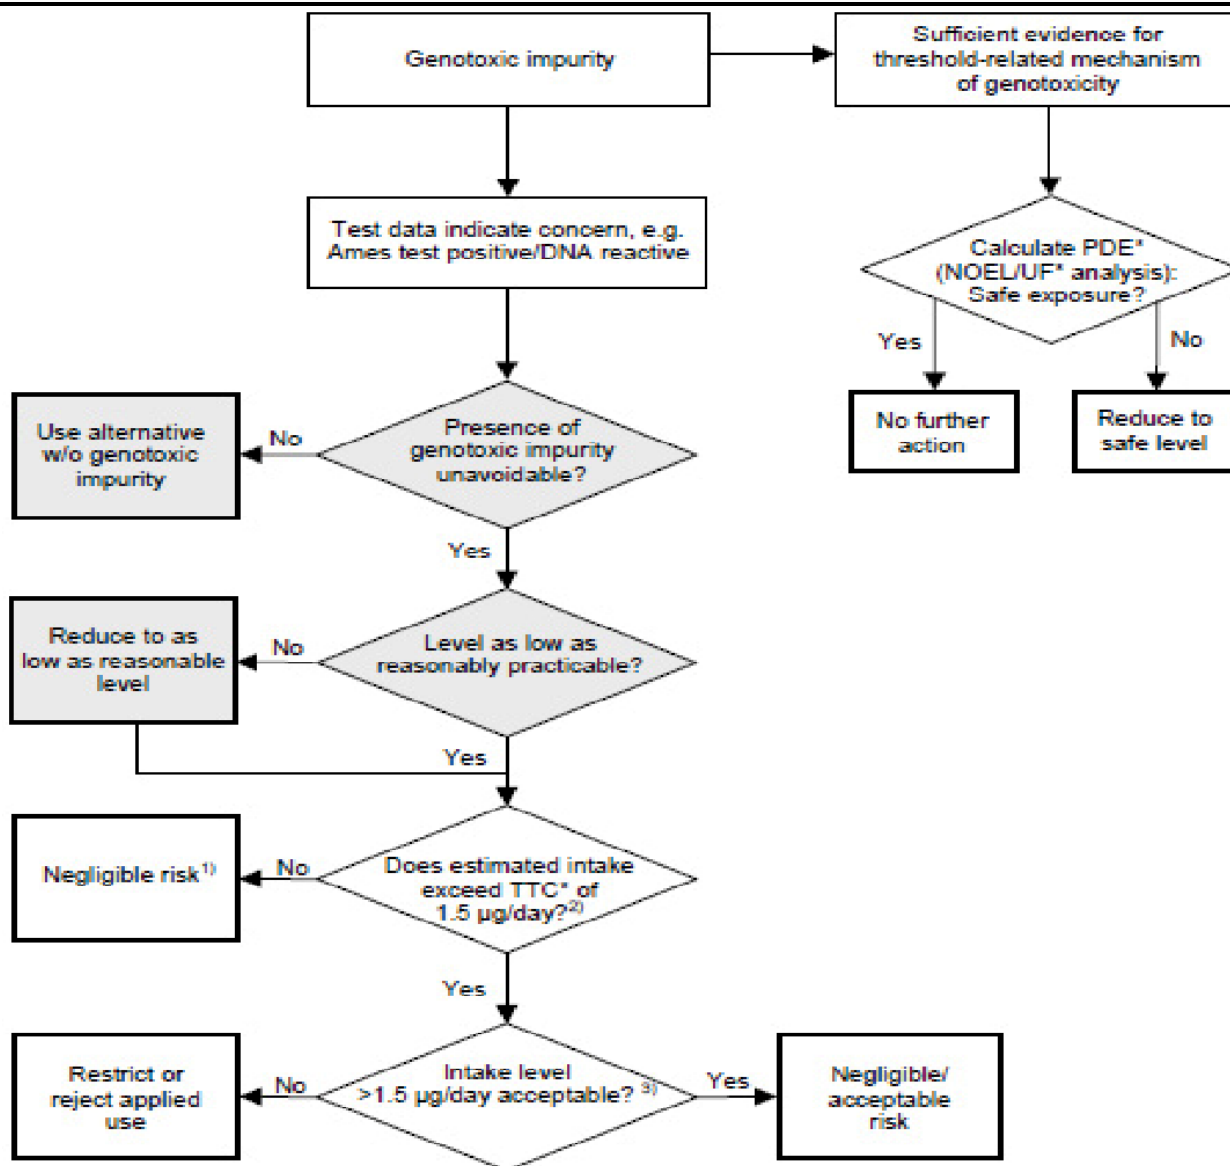 Genotoxic impurity
Sufficient evidence for
threshold-related mechanism
of genotoxicity
Test data indicate concern, e.g.
Ames test positive/DNA reactive
Calculate PDE*
(NOEL/UF* analysis):
Safe exposure?
Yes
No
No further
action
Reduce to
safe level
Use alternative
w/o genotoxic
impurity
No
Presence of
genotoxic impurity
unavoidable?
Yes
Reduce to as
low as reasonable
level
No
Level as low as
reasonably practicable?
Yes
Negligible risk1)
No
Does estimated intake
exceed TTC* of
1.5 µg/day?2)
Yes
Restrict or
reject applied
use
No
Intake level
>1.5 µg/day acceptable? 3)
Yes
Negligible/
acceptable
risk